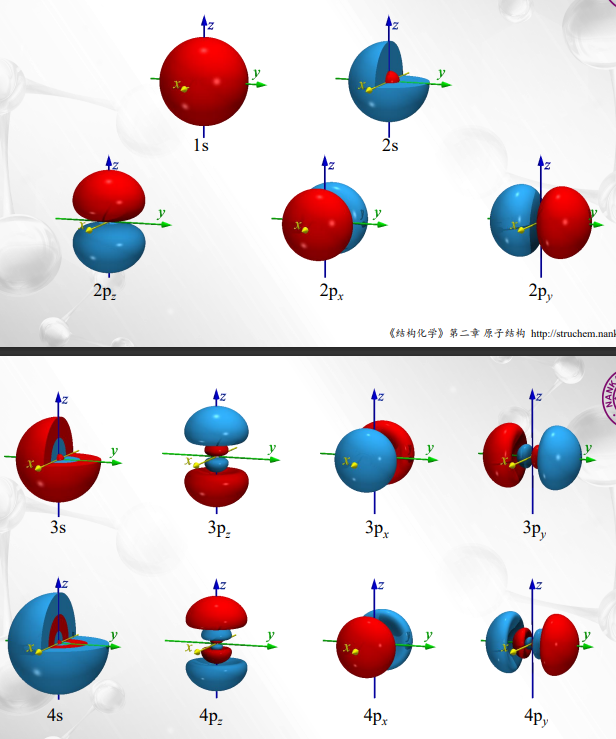 z z
x y x y
1s 2s
z z z
x y x y x y
2p_z 2p_x 2p_y
《结构化学》第二章 原子结构 http://struchem.nank
NANK
z z z z
x y x y x y x y
3s 3p_z 3p_x 3p_y
z z z z
x y x y x y x y
4s 4p_z 4p_x 4p_y